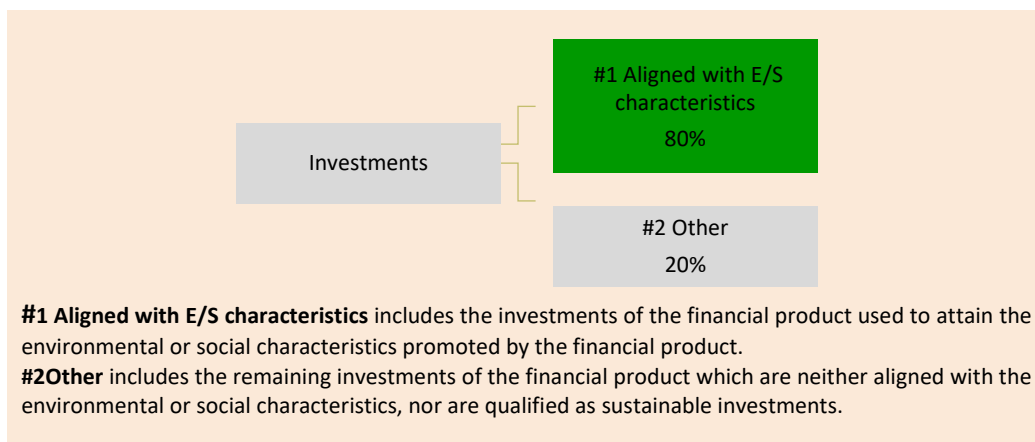 #1 Aligned with E/S
characteristics
80%
Investments
#2 Other
20%
#1 Aligned with E/S characteristics includes the investments of the financial product used to attain the
environmental or social characteristics promoted by the financial product.
#2Other includes the remaining investments of the financial product which are neither aligned with the
environmental or social characteristics, nor are qualified as sustainable investments.